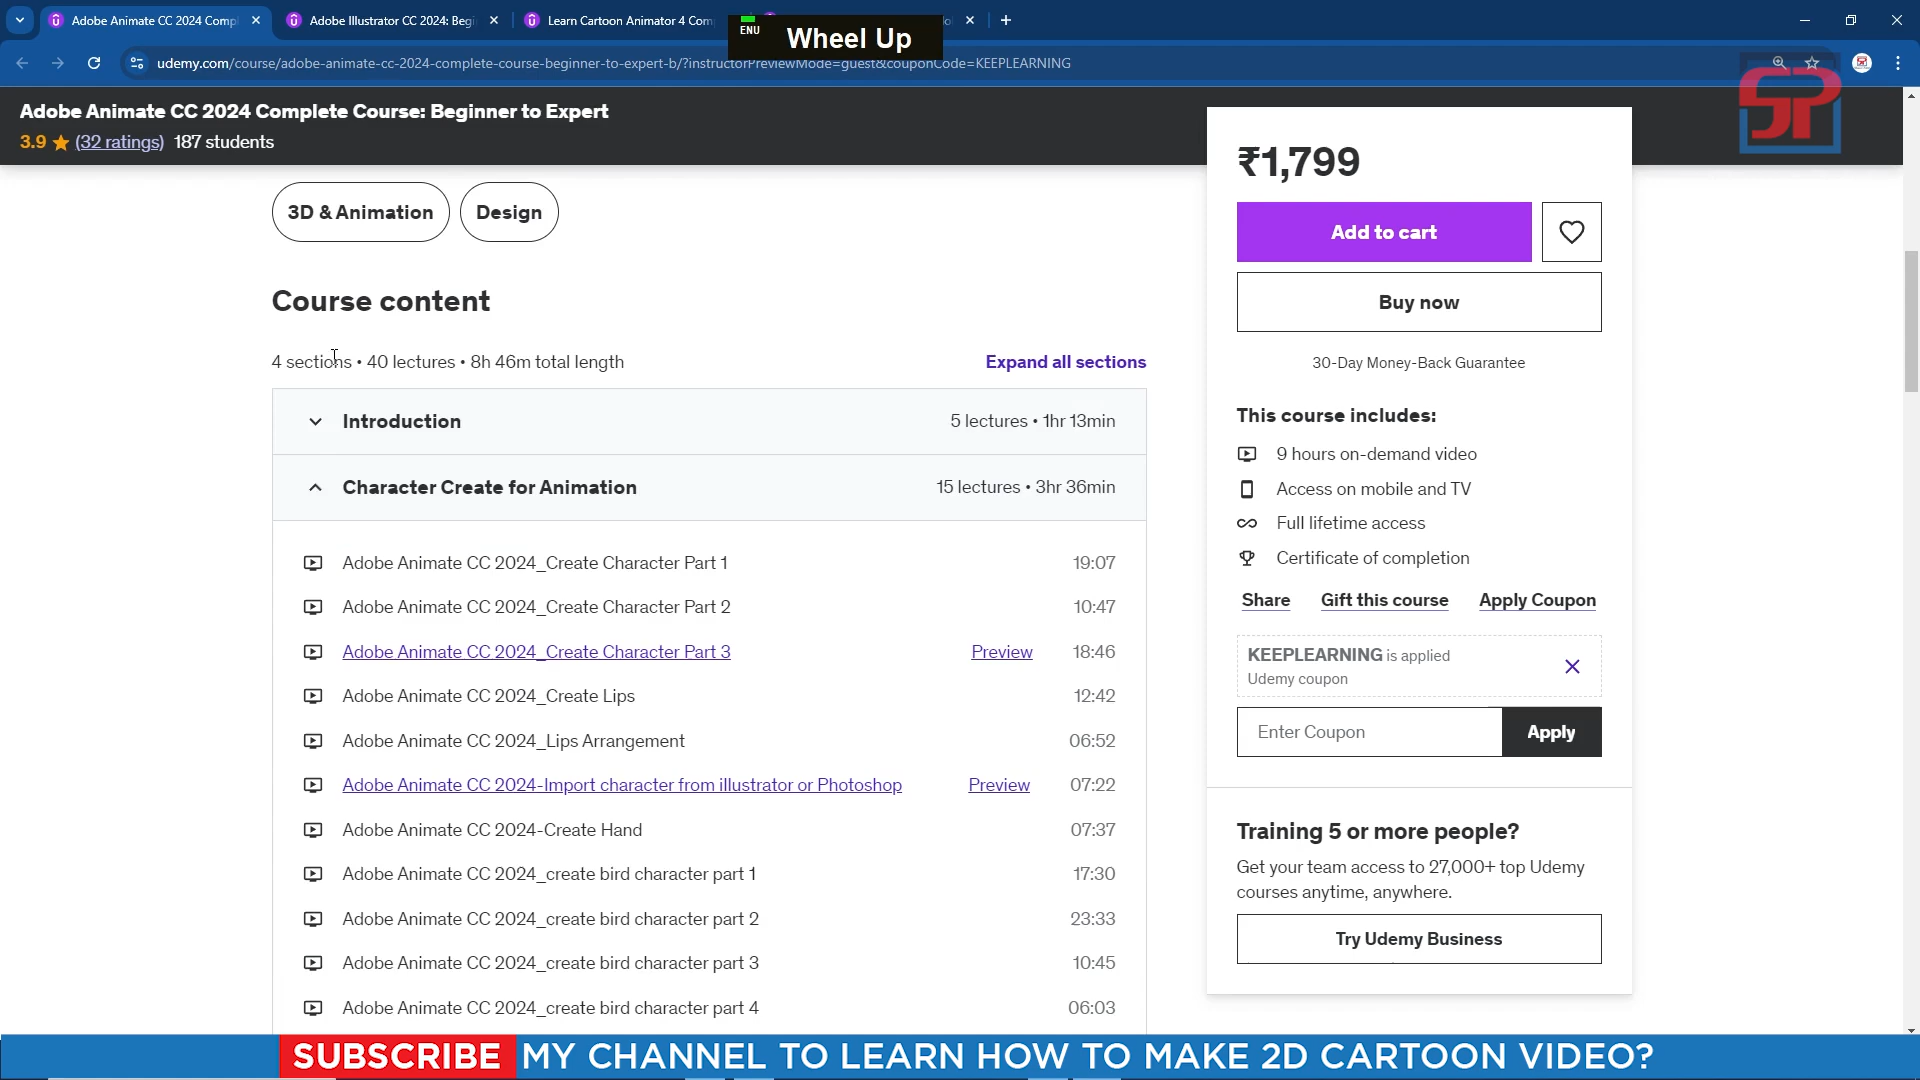 Adobe Animate CC 2024 Compl
Adobe Illustrator CC 2024: Begi
Learn Cartoon Animator 4 Com
ENU
Wheel Up
udemy.com/course/adobe-animate-cc-2024-complete-course-beginner-to-expert-b/?instructorPreviewMode=guest&couponCode=KEEPLEARNING
SP
Adobe Animate CC 2024 Complete Course: Beginner to Expert
3.9 ★ (32 ratings) 187 students
3D & Animation
Design
Course content
4 sections • 40 lectures • 8h 46m total length
Expand all sections
Introduction
5 lectures • 1hr 13min
Character Create for Animation
15 lectures • 3hr 36min
Adobe Animate CC 2024_Create Character Part 1
19:07
Adobe Animate CC 2024_Create Character Part 2
10:47
Adobe Animate CC 2024_Create Character Part 3
Preview
18:46
Adobe Animate CC 2024_Create Lips
12:42
Adobe Animate CC 2024_Lips Arrangement
06:52
Adobe Animate CC 2024-Import character from illustrator or Photoshop
Preview
07:22
Adobe Animate CC 2024-Create Hand
07:37
Adobe Animate CC 2024_create bird character part 1
17:30
Adobe Animate CC 2024_create bird character part 2
23:33
Adobe Animate CC 2024_create bird character part 3
10:45
Adobe Animate CC 2024_create bird character part 4
06:03
₹1,799
Add to cart
Buy now
30-Day Money-Back Guarantee
This course includes:
9 hours on-demand video
Access on mobile and TV
Full lifetime access
Certificate of completion
Share
Gift this course
Apply Coupon
KEEPLEARNING is applied
Udemy coupon
Enter Coupon
Apply
Training 5 or more people?
Get your team access to 27,000+ top Udemy
courses anytime, anywhere.
Try Udemy Business
SUBSCRIBE MY CHANNEL TO LEARN HOW TO MAKE 2D CARTOON VIDEO?